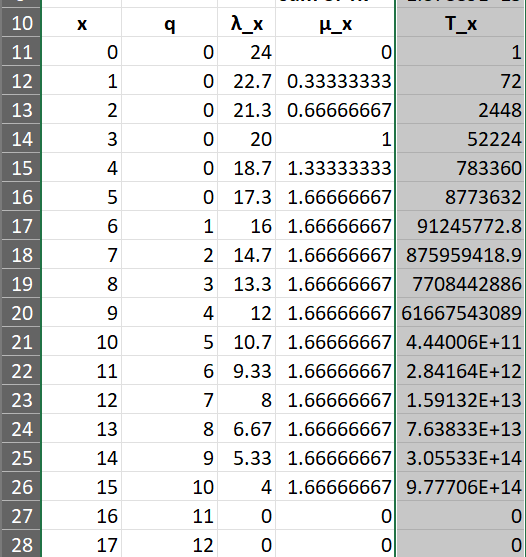 10 x q λ_x μ_x T_x
11 0 0 24 0 1
12 1 0 22.7 0.33333333 72
13 2 0 21.3 0.66666667 2448
14 3 0 20 1 52224
15 4 0 18.7 1.33333333 783360
16 5 0 17.3 1.66666667 8773632
17 6 1 16 1.66666667 91245772.8
18 7 2 14.7 1.66666667 875959418.9
19 8 3 13.3 1.66666667 7708442886
20 9 4 12 1.66666667 61667543089
21 10 5 10.7 1.66666667 4.44006E+11
22 11 6 9.33 1.66666667 2.84164E+12
23 12 7 8 1.66666667 1.59132E+13
24 13 8 6.67 1.66666667 7.63833E+13
25 14 9 5.33 1.66666667 3.05533E+14
26 15 10 4 1.66666667 9.77706E+14
27 16 11 0 0 0
28 17 12 0 0 0